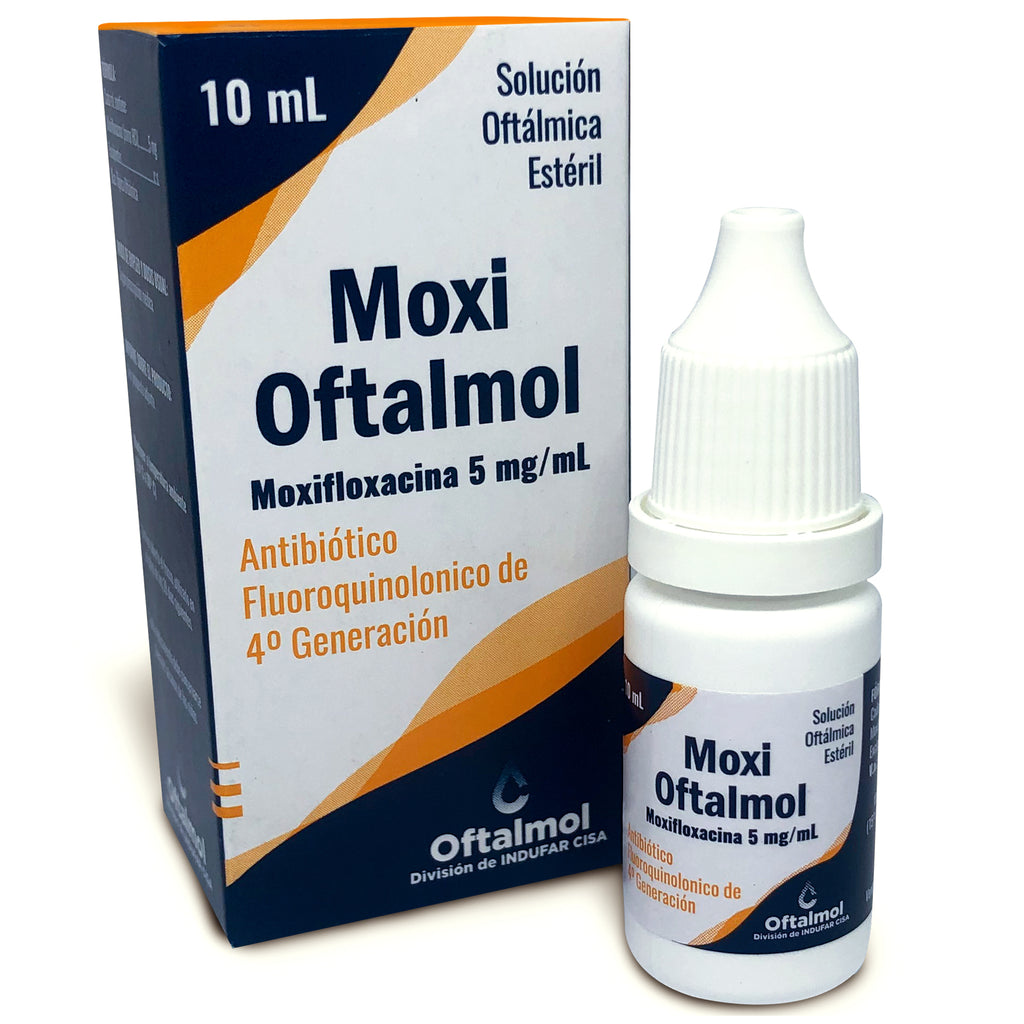 10 mL
Solución
Oftálmica
Estéril
Moxi
Oftalmol
Moxifloxacina 5 mg/mL
Antibiótico
Fluoroquinolonico de
4º Generación
Oftalmol
División de INDUFAR CISA
10 mL
Solución
Oftálmica
Estéril
Moxi
Oftalmol
Moxifloxacina 5 mg/mL
Antibiótico
Fluoroquinolonico de
4º Generación
Oftalmol
División de INDUFAR CISA